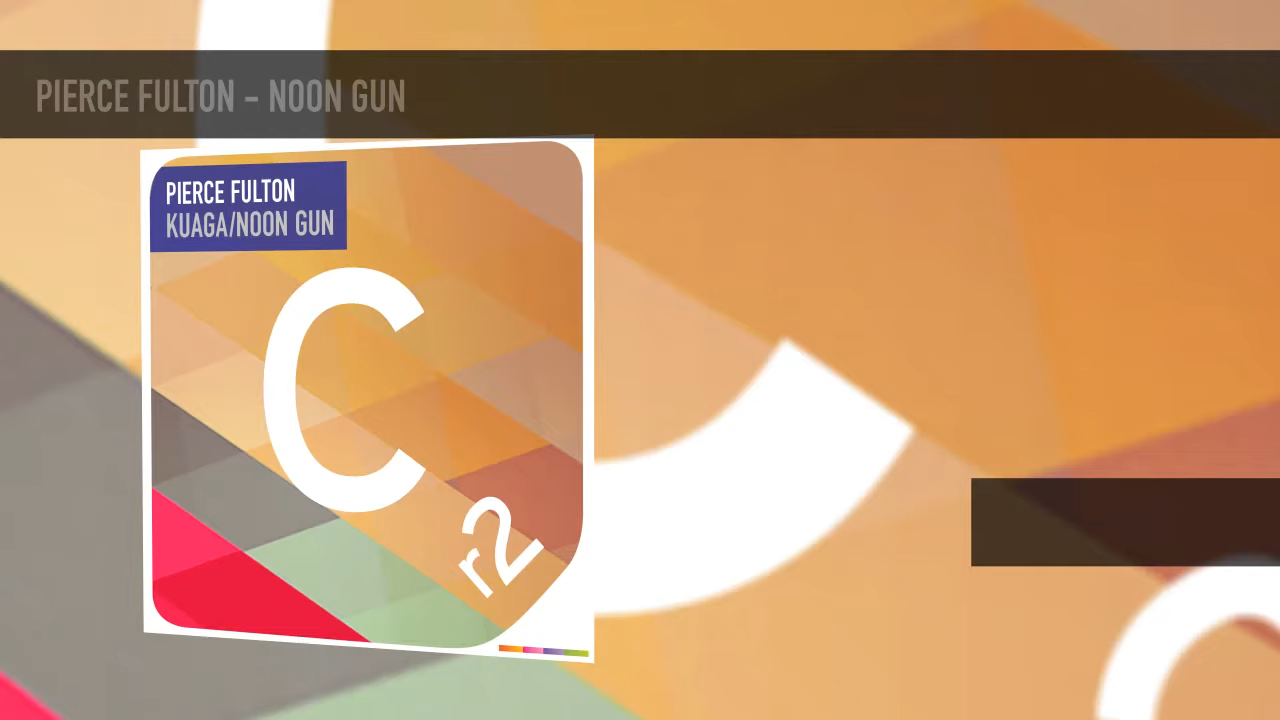 PIERCE FULTON - NOON GUN
PIERCE FULTON
KUAGA/NOON GUN
C
r2